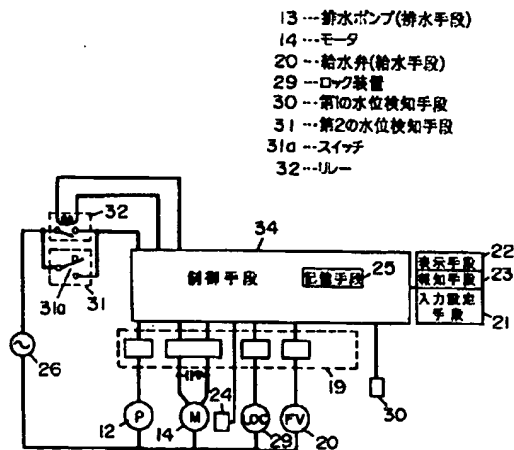 13…排水ポンプ(排水手段)
14…モータ
20…給水弁(給水手段)
29…ロック装置
30…第1の水位検知手段
31…第2の水位検知手段
31a…スイッチ
32…リレー
32
34
31a
31
制御手段
記憶手段
25
表示手段
22
報知手段
23
入力設定手段
21
26
19
24
30
P
M
LOC
FV
12
14
29
20